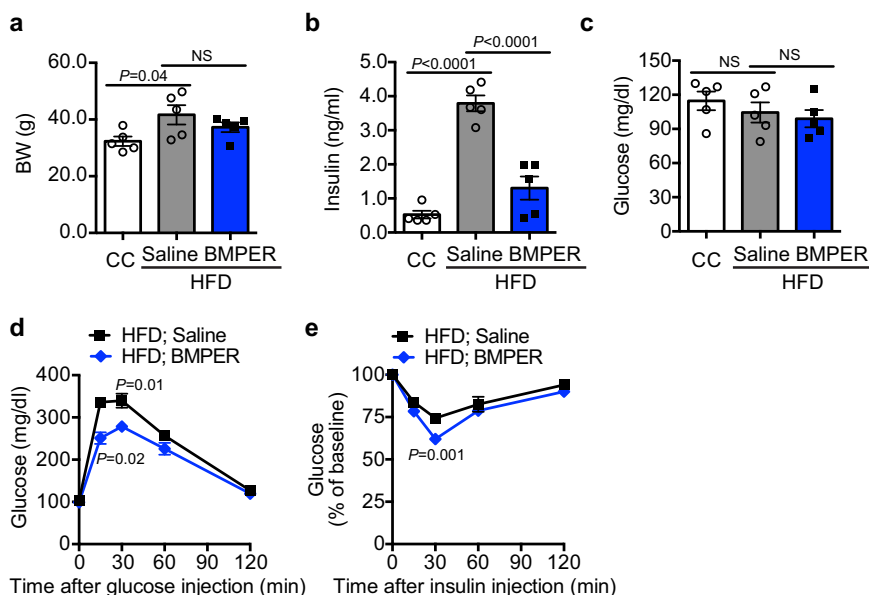 a
P=0.04
NS
BW (g)
60.0
40.0
20.0
0.0
CC
Saline BMPER
HFD
b
P<0.0001
P<0.0001
Insulin (ng/ml)
5.0
4.0
3.0
2.0
1.0
0.0
CC
Saline BMPER
HFD
c
NS
NS
Glucose (mg/dl)
150
120
90
60
30
0
CC
Saline BMPER
HFD
d
HFD; Saline
HFD; BMPER
P=0.01
P=0.02
Glucose (mg/dl)
400
300
200
100
0
0 30 60 90 120
Time after glucose injection (min)
e
HFD; Saline
HFD; BMPER
P=0.001
Glucose
(% of baseline)
100
75
50
25
0
0 30 60 90 120
Time after insulin injection (min)